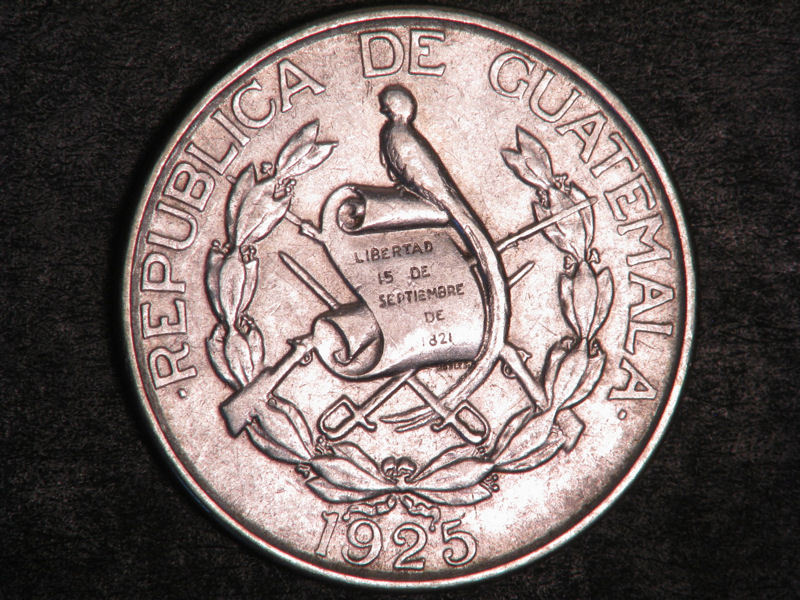 ·REPUBLICA DE GUATEMALA·
LIBERTAD
15 DE
SEPTIEMBRE
DE
1821
1925